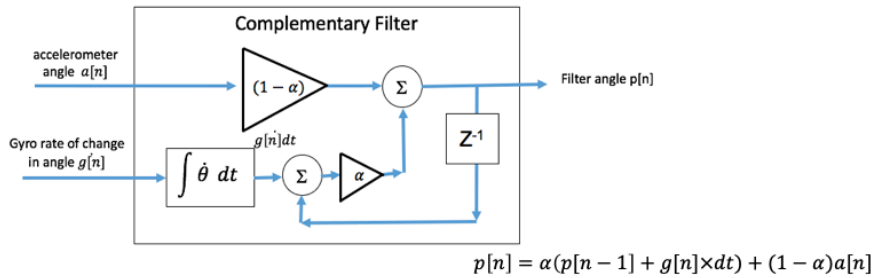 Complementary Filter
accelerometer
angle a[n]
(1 − α)
Σ
Filter angle p[n]
Z-1
Gyro rate of change
in angle ġ[n]
∫ θ̇ dt
ġ[n]dt
Σ
α
p[n] = α(p[n − 1] + g[n]×dt) + (1 − α)a[n]